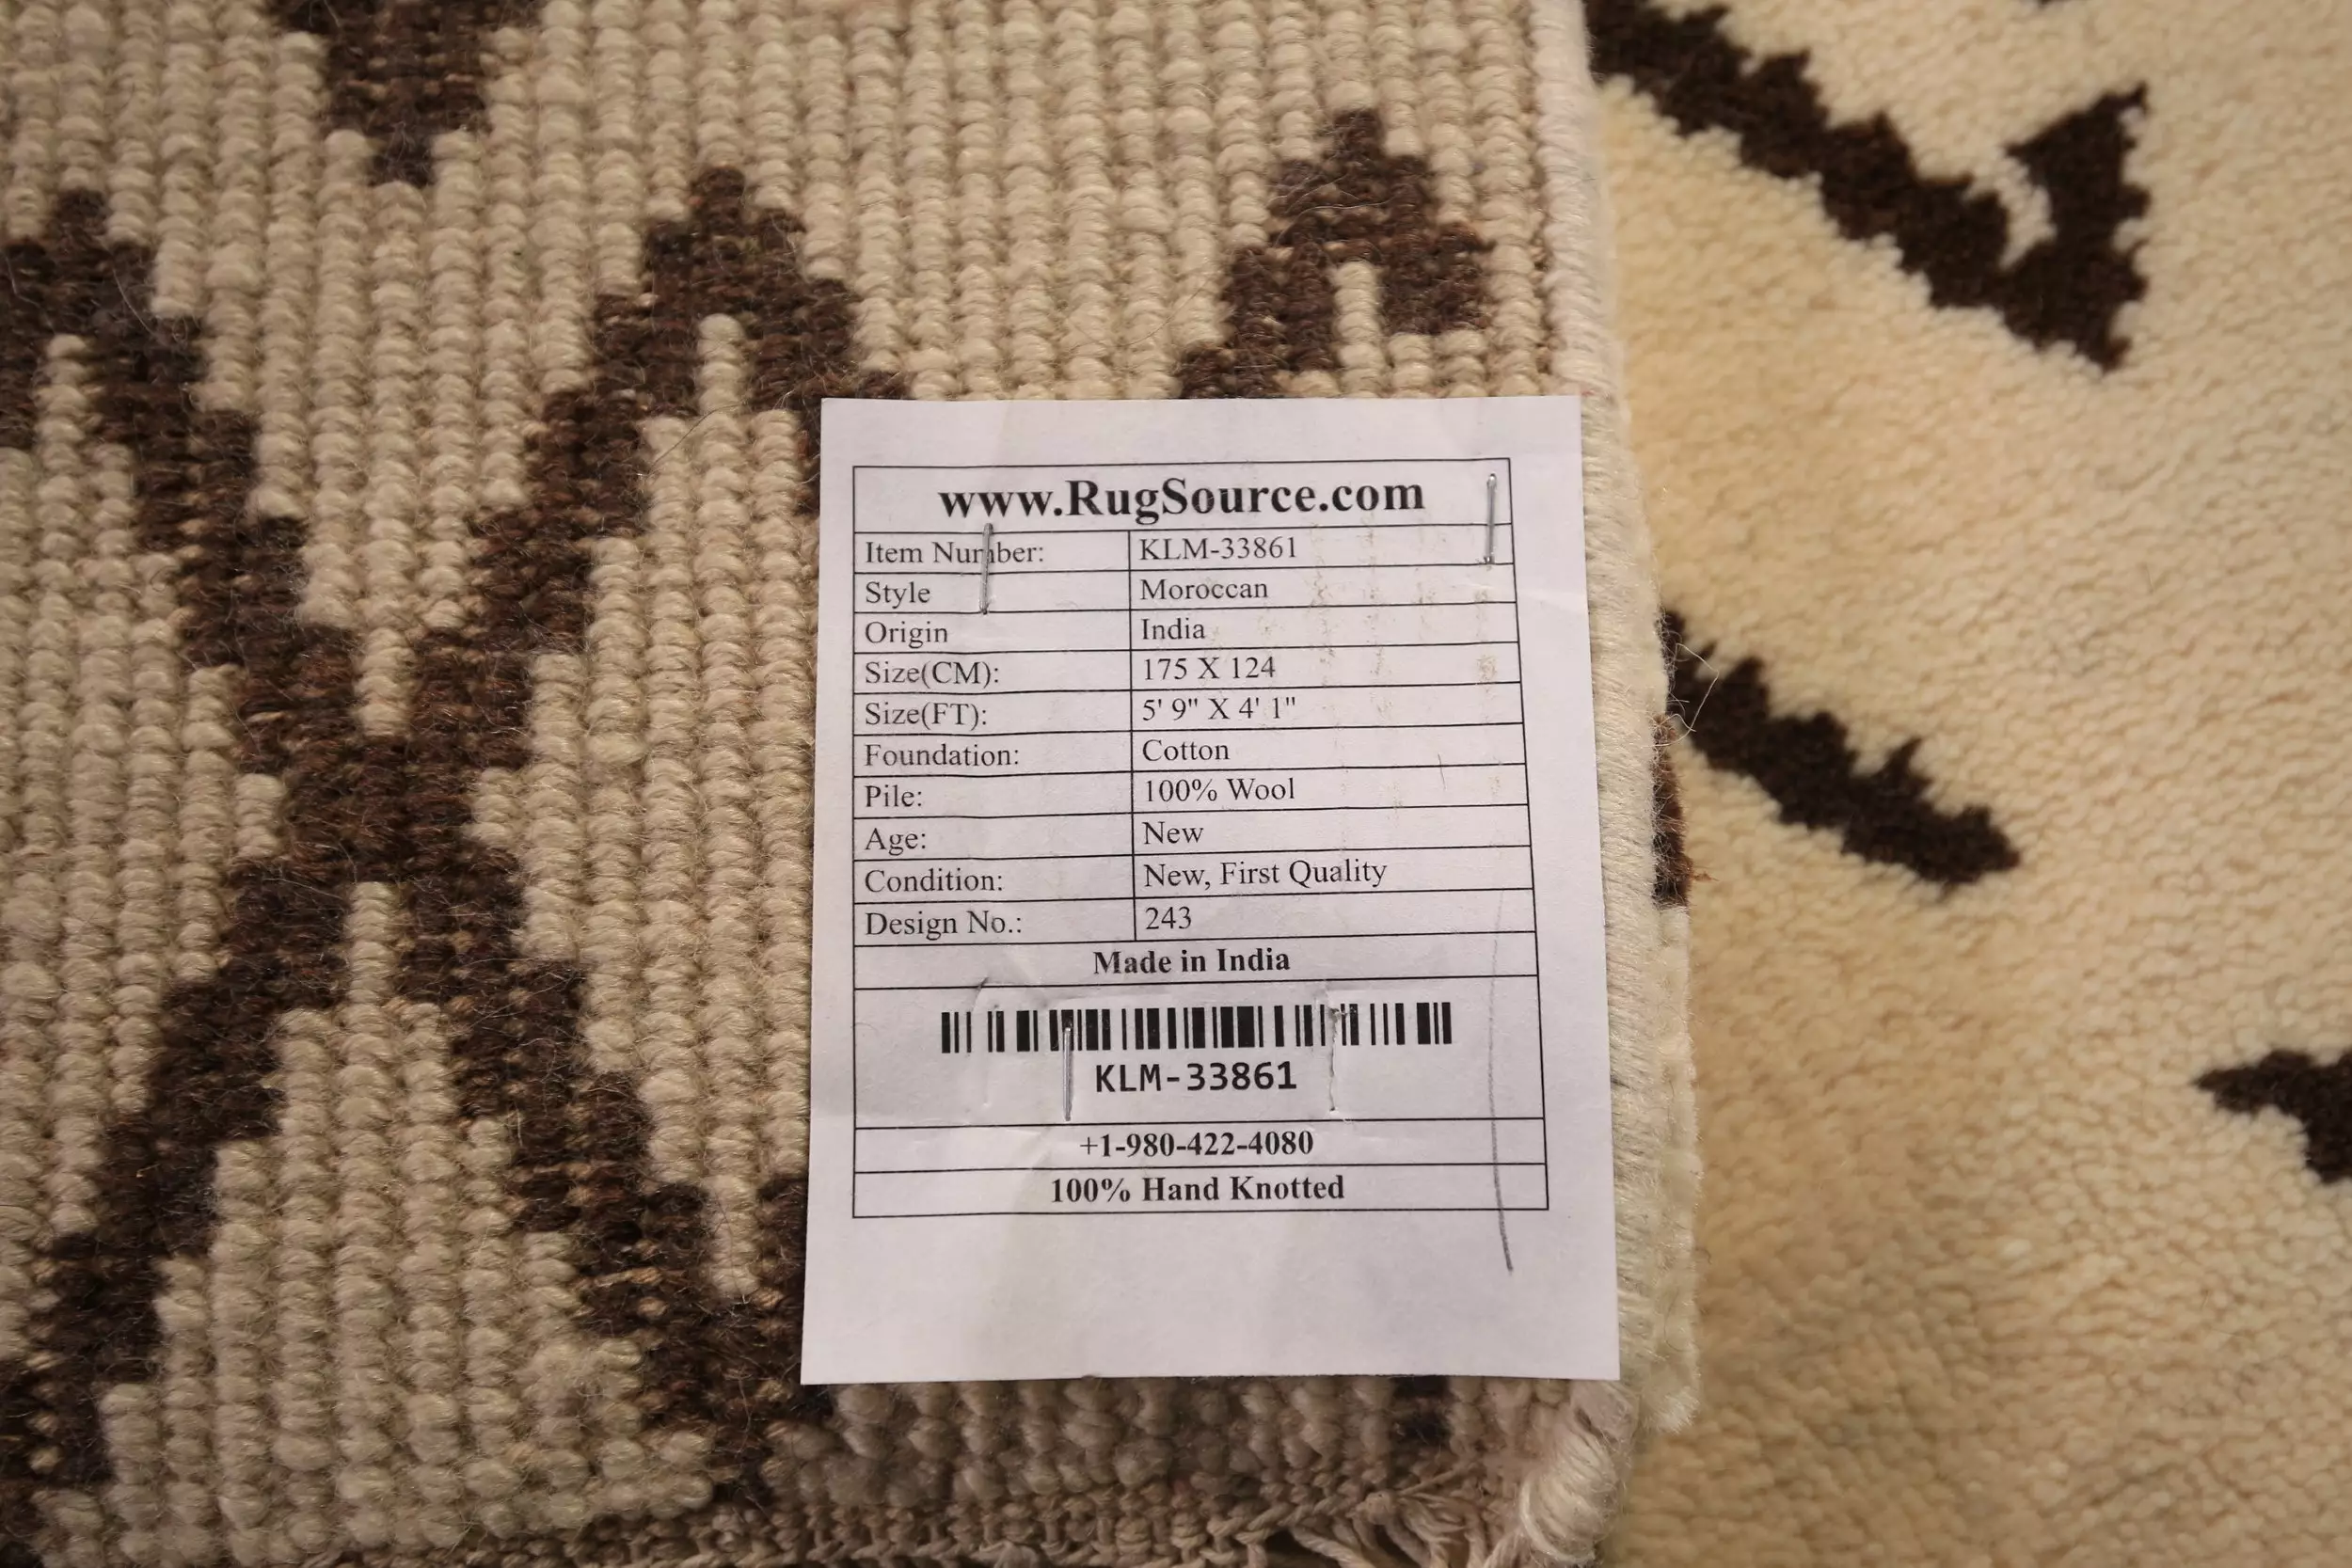 www.RugSource.com
Item Number: KLM-33861
Style Moroccan
Origin India
Size(CM): 175 X 124
Size(FT): 5' 9" X 4' 1"
Foundation: Cotton
Pile: 100% Wool
Age: New
Condition: New, First Quality
Design No.: 243
Made in India
KLM-33861
+1-980-422-4080
100% Hand Knotted